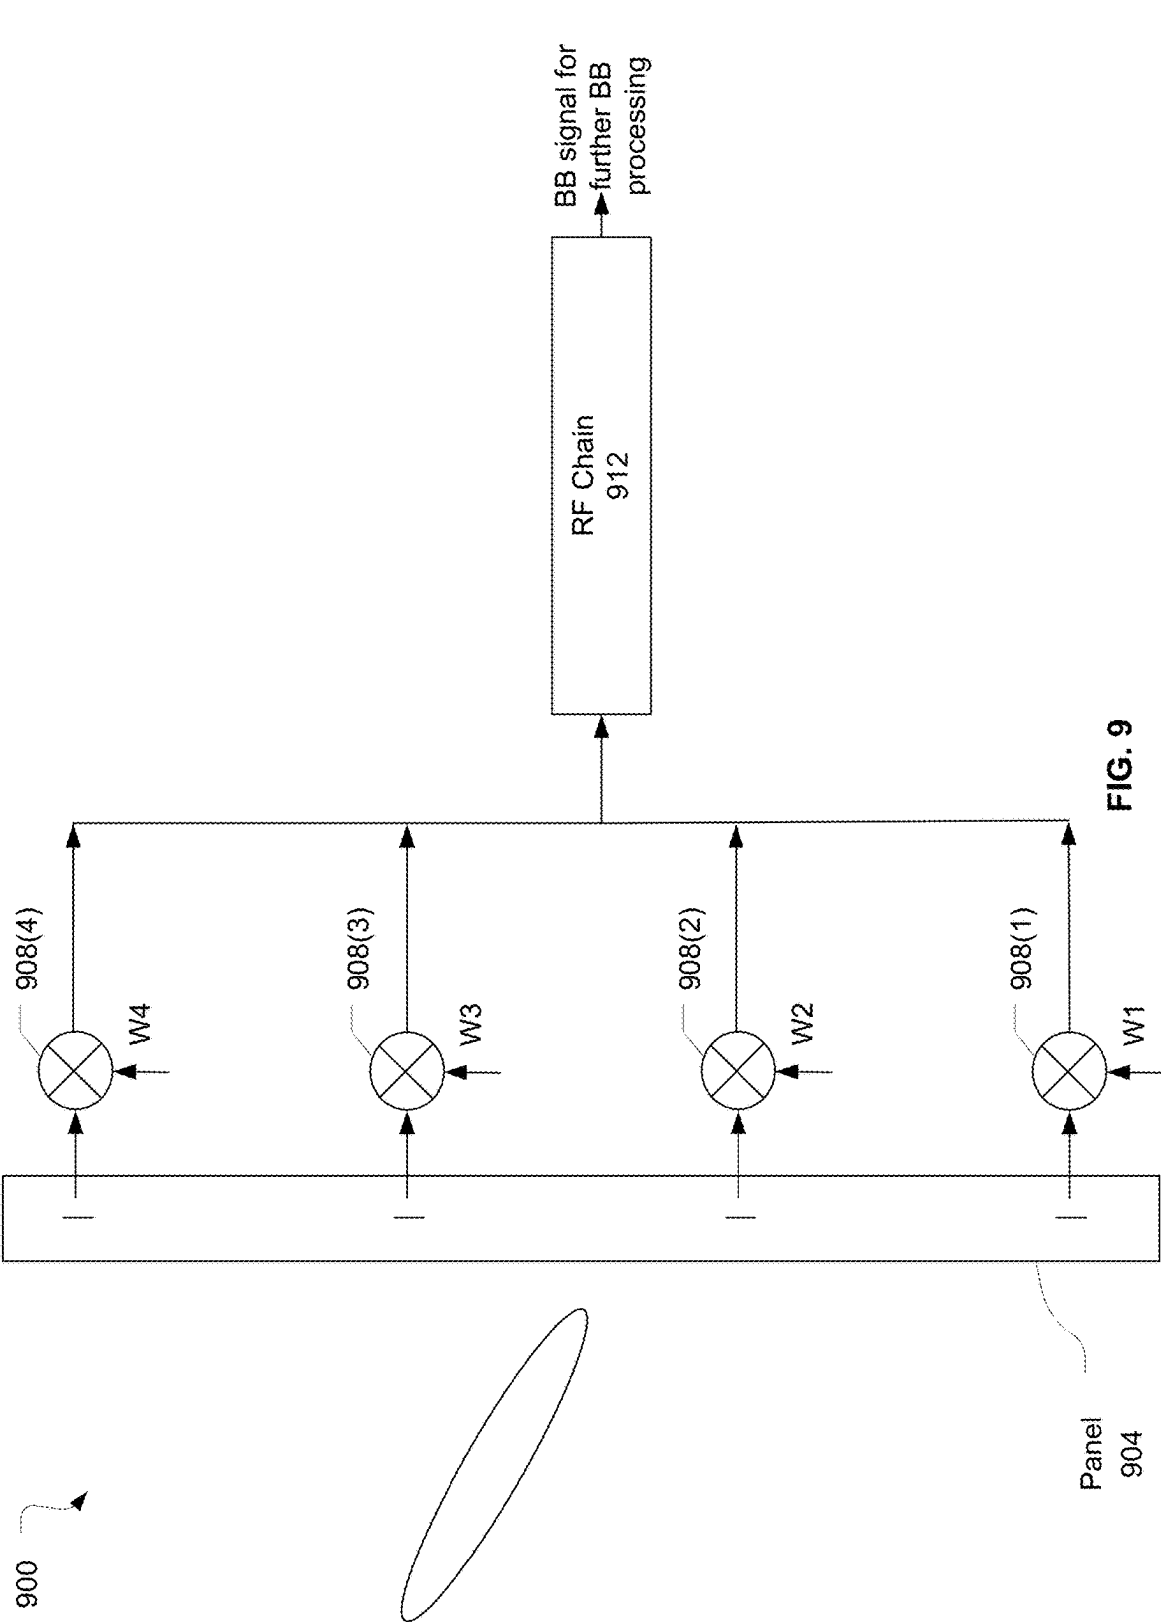 900
908(4)
W4
908(3)
W3
RF Chain
912
BB signal for
further BB
processing
908(2)
W2
908(1)
W1
Panel
904
FIG. 9